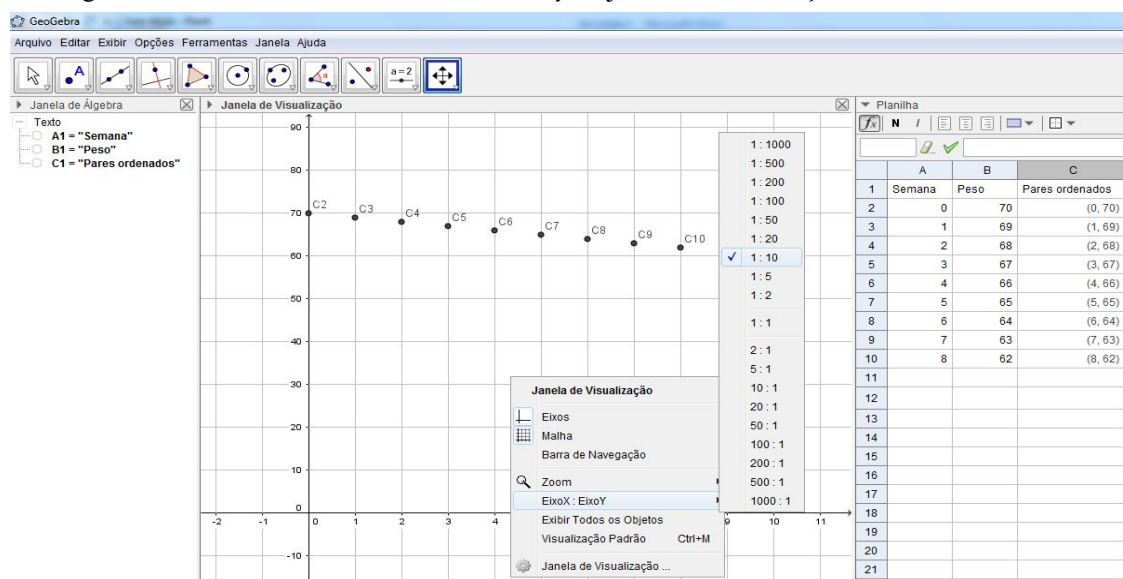 GeoGebra
Arquivo Editar Exibir Opções Ferramentas Janela Ajuda
A
α
a=2
Janela de Álgebra
Texto
A1 = "Semana"
B1 = "Peso"
C1 = "Pares ordenados"
Janela de Visualização
90
80
70
60
50
40
30
20
10
0
-10
-2 -1 0 1 2 3 4 9 10 11
C2 C3 C4 C5 C6 C7 C8 C9 C10
Janela de Visualização
Eixos
Malha
Barra de Navegação
Zoom
EixoX : EixoY
Exibir Todos os Objetos
Visualização Padrão Ctrl+M
Janela de Visualização ...
1 : 1000
1 : 500
1 : 200
1 : 100
1 : 50
1 : 20
1 : 10
1 : 5
1 : 2
1 : 1
2 : 1
5 : 1
10 : 1
20 : 1
50 : 1
100 : 1
200 : 1
500 : 1
1000 : 1
Planilha
fx N I
A B C
1 Semana Peso Pares ordenados
2 0 70 (0, 70)
3 1 69 (1, 69)
4 2 68 (2, 68)
5 3 67 (3, 67)
6 4 66 (4, 66)
7 5 65 (5, 65)
8 6 64 (6, 64)
9 7 63 (7, 63)
10 8 62 (8, 62)
11
12
13
14
15
16
17
18
19
20
21